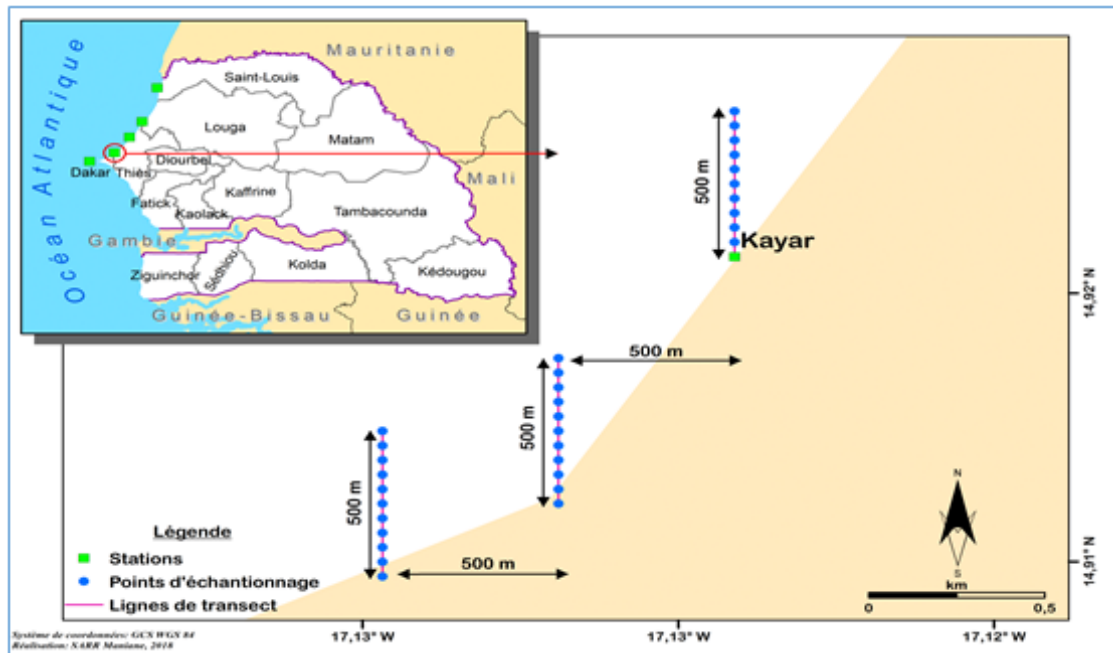 Océan Atlantique
Mauritanie
Saint-Louis
Louga
Matam
Diourbel
Dakar Thiès
Mali
Fatick
Kaffrine
Kaolack
Tambacounda
Gambie
Ziguinchor
Sédhiou
Kolda
Kédougou
Guinée-Bissau
Guinée
500 m
Kayar
14,92° N
500 m
500 m
500 m
500 m
N
S
14,91° N
km
0
0,5
Légende
Stations
Points d'échantionnage
Lignes de transect
Système de coordonnées: GCS WGS 84
Réalisation: SARR Maniane, 2018
17,13° W
17,13° W
17,12° W